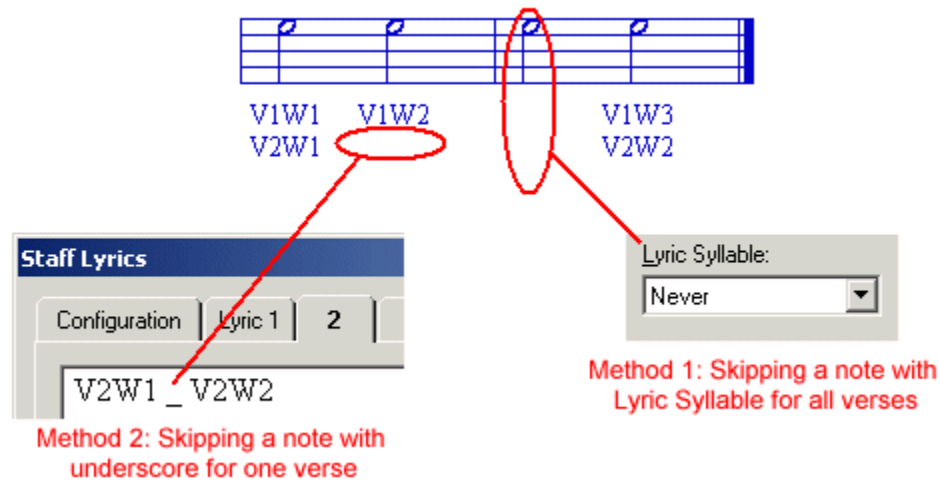 V1W1 V1W2 V1W3
V2W1 V2W2
Staff Lyrics
Configuration Lyric 1 2
V2W1 _ V2W2
Method 2: Skipping a note with
underscore for one verse
Lyric Syllable:
Never
Method 1: Skipping a note with
Lyric Syllable for all verses